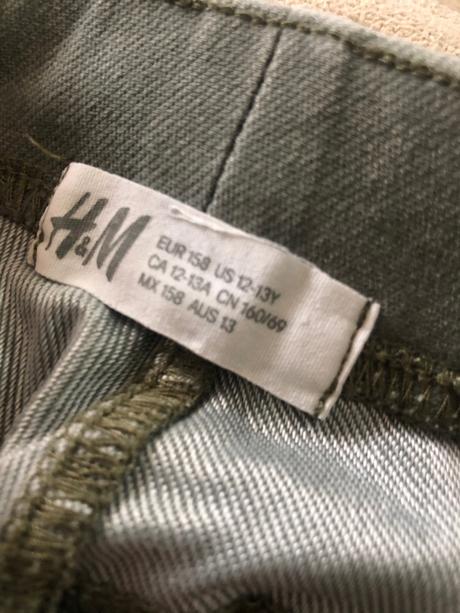 H&M
EUR 158 US 12-13Y
CA 12-13A CN 160/69
MX 158 AUS 13